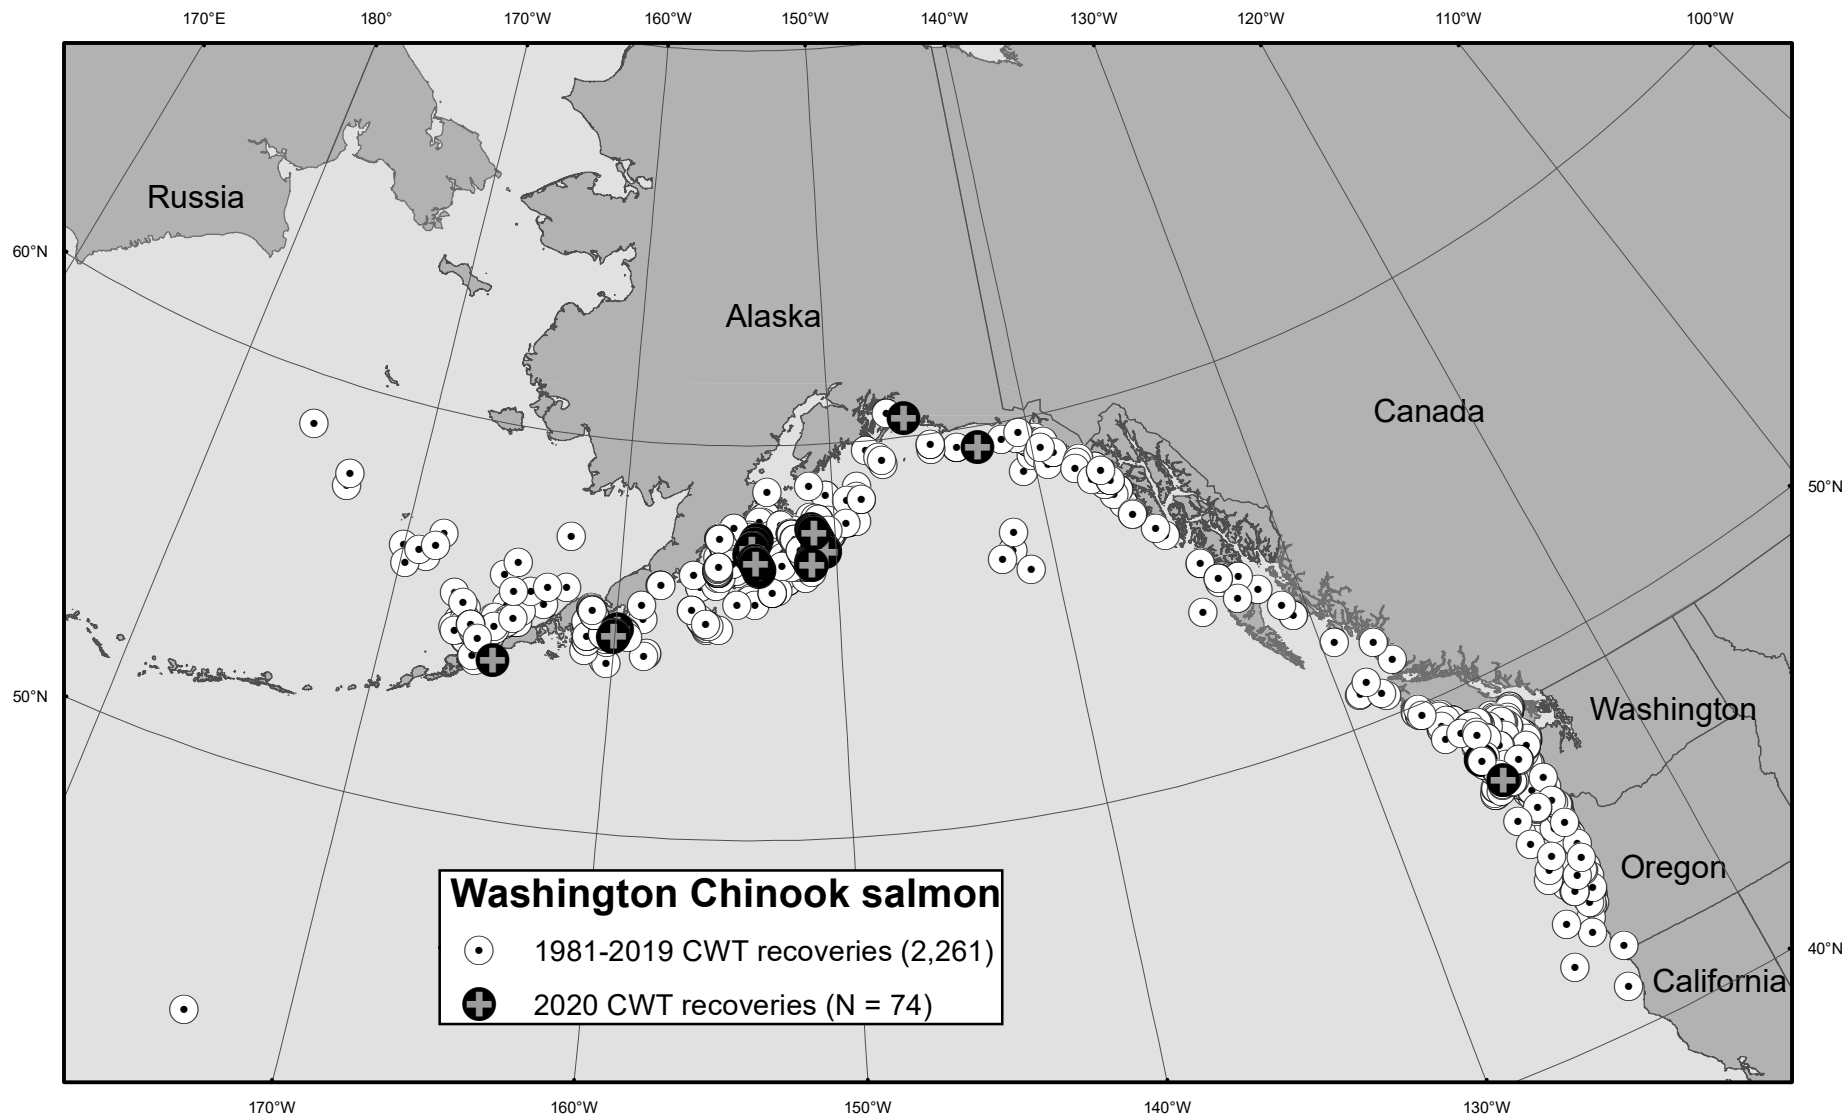 170°E 180° 170°W 160°W 150°W 140°W 130°W 120°W 110°W 100°W
Russia
60°N
Alaska
Canada
50°N
50°N
Washington
Oregon
Washington Chinook salmon
1981-2019 CWT recoveries (2,261)
40°N
California
2020 CWT recoveries (N = 74)
170°W 160°W 150°W 140°W 130°W